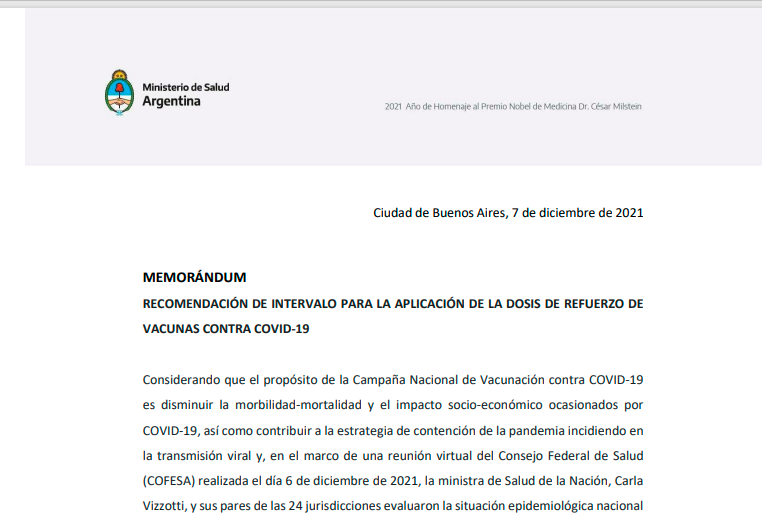 Ministerio de Salud
Argentina
2021 Año de Homenaje al Premio Nobel de Medicina Dr. César Milstein
Ciudad de Buenos Aires, 7 de diciembre de 2021
MEMORÁNDUM
RECOMENDACIÓN DE INTERVALO PARA LA APLICACIÓN DE LA DOSIS DE REFUERZO DE
VACUNAS CONTRA COVID-19
Considerando que el propósito de la Campaña Nacional de Vacunación contra COVID-19
es disminuir la morbilidad-mortalidad y el impacto socio-económico ocasionados por
COVID-19, así como contribuir a la estrategia de contención de la pandemia incidiendo en
la transmisión viral y, en el marco de una reunión virtual del Consejo Federal de Salud
(COFESA) realizada el día 6 de diciembre de 2021, la ministra de Salud de la Nación, Carla
Vizzotti, y sus pares de las 24 jurisdicciones evaluaron la situación epidemiológica nacional